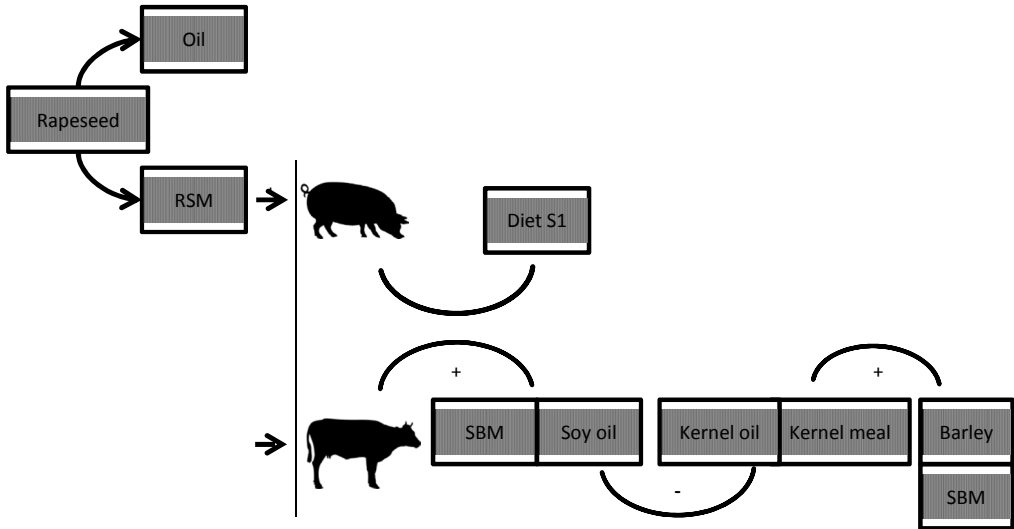 Oil
Rapeseed
RSM
Diet S1
+
+
SBM
Soy oil
Kernel oil
Kernel meal
Barley
-
SBM